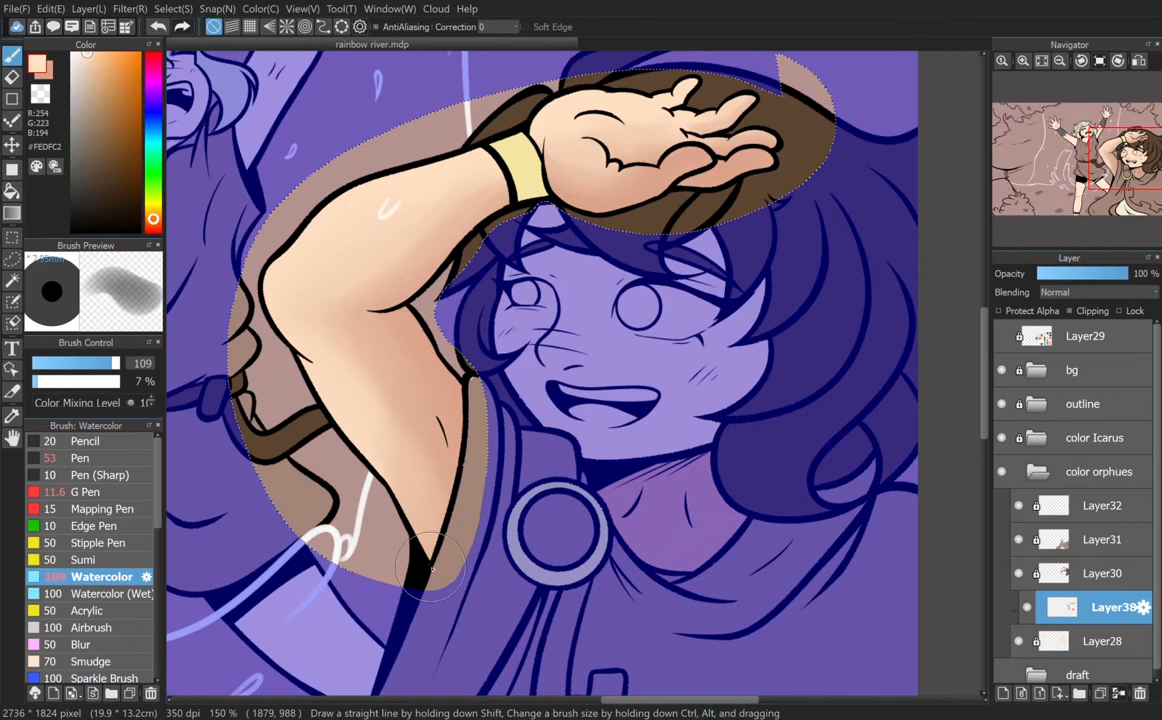 File(F) Edit(E) Layer(L) Filter(R) Select(S) Snap(N) Color(C) View(V) Tool(T) Window(W) Cloud Help
AntiAliasing Correction 0 Soft Edge
Color
rainbow river.mdp
Navigator
R:254
G:223
B:194
#FEDFC2
Brush Preview
* 7.93mm
Layer
Opacity 100 %
Blending Normal
Protect Alpha Clipping Lock
Layer29
bg
outline
color Icarus
color orphues
Layer32
Layer31
Layer30
Layer38
Layer28
draft
Brush Control
109
7 %
Color Mixing Level
Brush: Watercolor
20 Pencil
53 Pen
10 Pen (Sharp)
11.6 G Pen
15 Mapping Pen
10 Edge Pen
50 Stipple Pen
50 Sumi
109 Watercolor
100 Watercolor (Wet)
50 Acrylic
100 Airbrush
50 Blur
70 Smudge
100 Sparkle Brush
2736 * 1824 pixel (19.9 * 13.2cm) 350 dpi 150 % ( 1879, 988 ) Draw a straight line by holding down Shift, Change a brush size by holding down Ctrl, Alt, and dragging